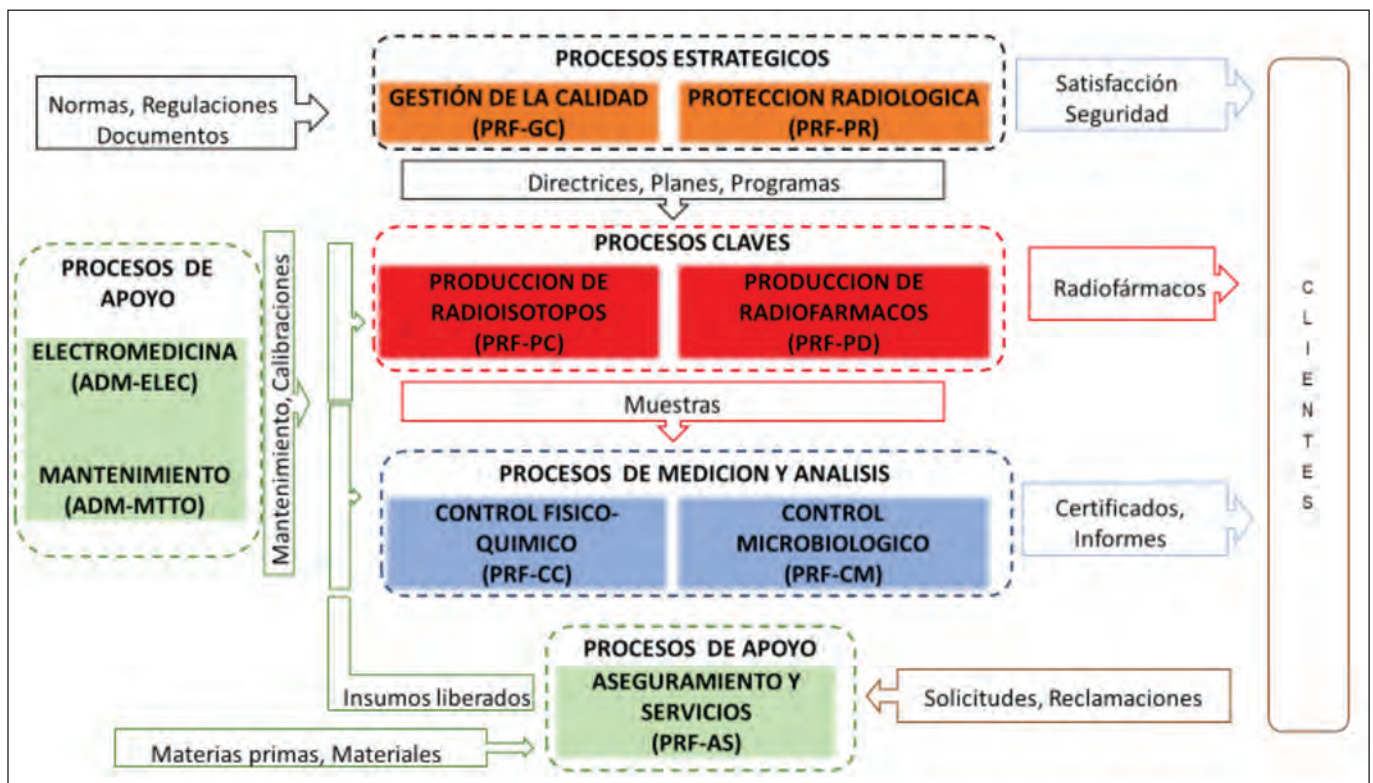 PROCESOS ESTRATEGICOS
Normas, Regulaciones
Documentos
GESTIÓN DE LA CALIDAD
(PRF-GC)
PROTECCION RADIOLOGICA
(PRF-PR)
Satisfacción
Seguridad
Directrices, Planes, Programas
PROCESOS DE
APOYO
ELECTROMEDICINA
(ADM-ELEC)
MANTENIMIENTO
(ADM-MTTO)
Mantenimiento, Calibraciones
PROCESOS CLAVES
PRODUCCION DE
RADIOISOTOPOS
(PRF-PC)
PRODUCCION DE
RADIOFARMACOS
(PRF-PD)
Radiofármacos
Muestras
PROCESOS DE MEDICION Y ANALISIS
CONTROL FISICO-
QUIMICO
(PRF-CC)
CONTROL
MICROBIOLOGICO
(PRF-CM)
Certificados,
Informes
CLIENTES
PROCESOS DE APOYO
ASEGURAMIENTO Y
SERVICIOS
(PRF-AS)
Insumos liberados
Solicitudes, Reclamaciones
Materias primas, Materiales